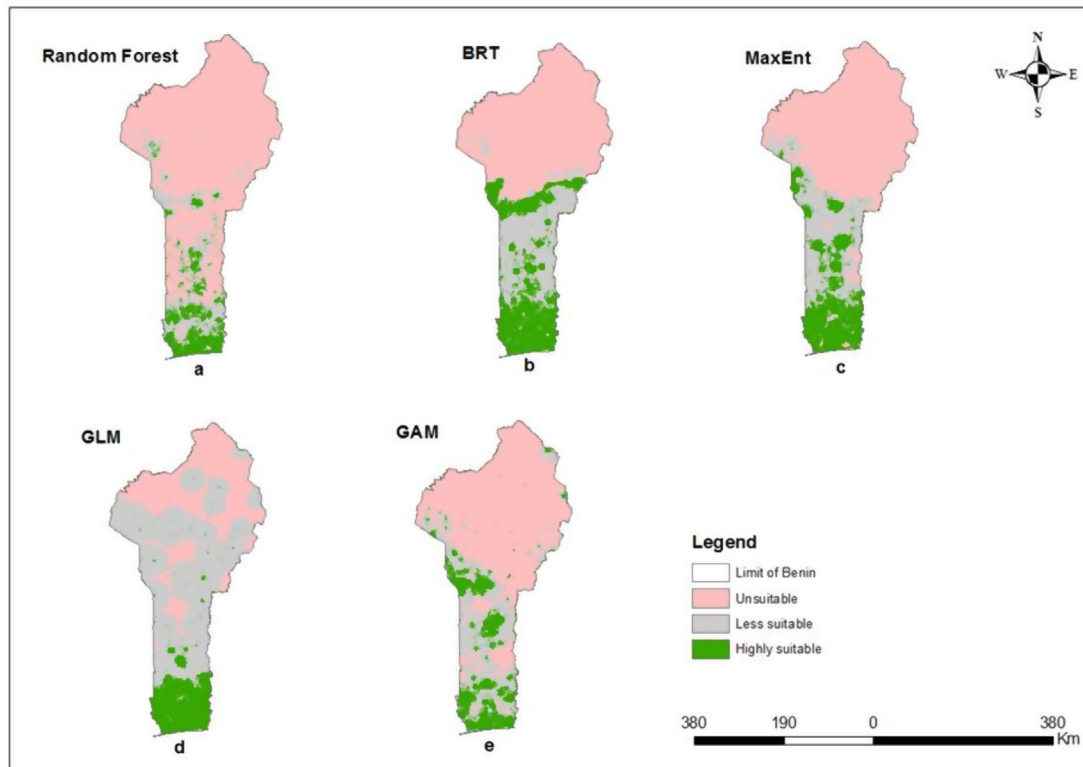 Random Forest
BRT
MaxEnt
N
W E
S
a
b
c
GLM
GAM
Legend
Limit of Benin
Unsuitable
Less suitable
Highly suitable
d
e
380 190 0 380
Km